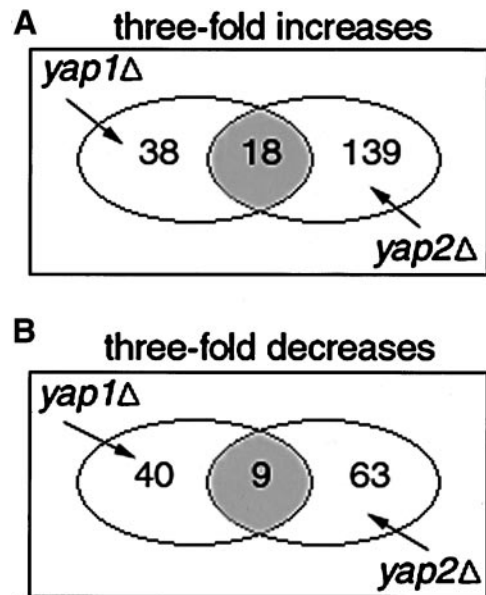 A three-fold increases
yap1Δ
38 18 139
yap2Δ
B three-fold decreases
yap1Δ
40 9 63
yap2Δ